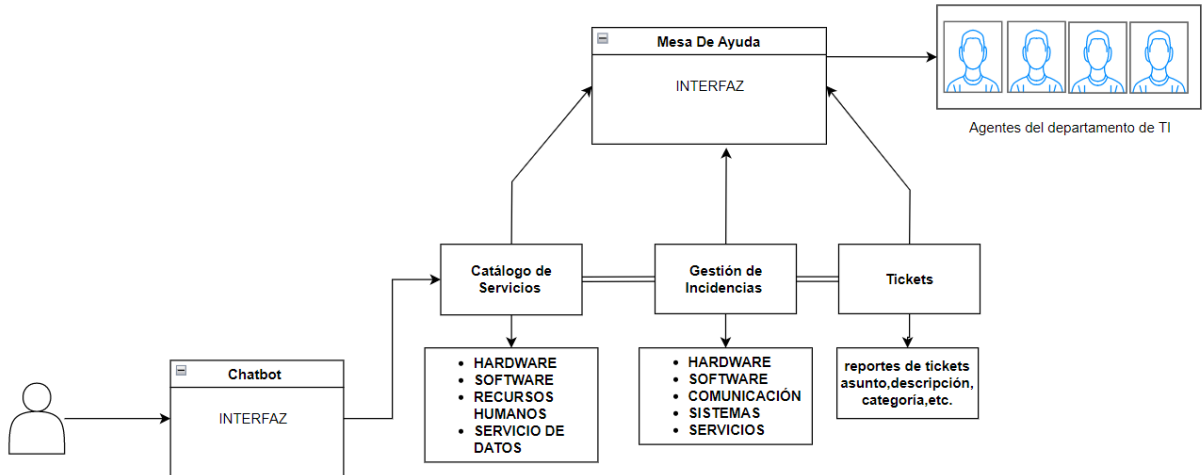 Mesa De Ayuda
INTERFAZ
Agentes del departamento de TI
Catálogo de
Servicios
Gestión de
Incidencias
Tickets
HARDWARE
SOFTWARE
RECURSOS
HUMANOS
SERVICIO DE
DATOS
HARDWARE
SOFTWARE
COMUNICACIÓN
SISTEMAS
SERVICIOS
reportes de tickets
asunto,descripción,
categoría,etc.
Chatbot
INTERFAZ